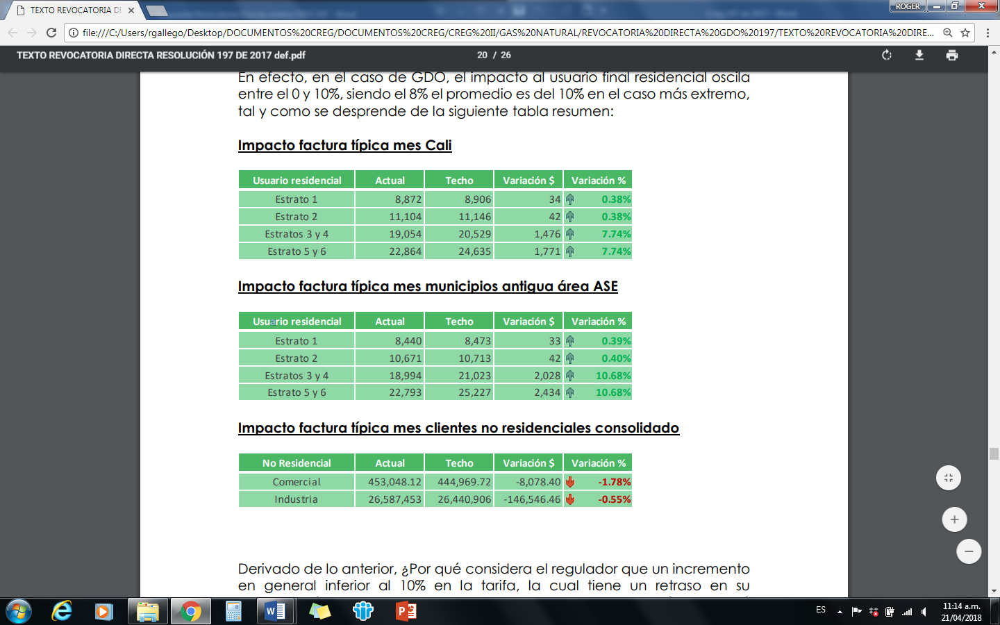 TEXTO REVOCATORIA DI
ROGER
file:///C:/Users/rgallego/Desktop/DOCUMENTOS%20CREG/DOCUMENTOS%20CREG/CREG%20II/GAS%20NATURAL/REVOCATORIA%20DIRECTA%20GDO%20197/TEXTO%20REVOCATORIA%20DIRE...
TEXTO REVOCATORIA DIRECTA RESOLUCIÓN 197 DE 2017 def.pdf 20 / 26
En efecto, en el caso de GDO, el impacto al usuario final residencial oscila
entre el 0 y 10%, siendo el 8% el promedio es del 10% en el caso más extremo,
tal y como se desprende de la siguiente tabla resumen:
Impacto factura típica mes Cali
Usuario residencial Actual Techo Variación $ Variación %
Estrato 1 8,872 8,906 34 0.38%
Estrato 2 11,104 11,146 42 0.38%
Estratos 3 y 4 19,054 20,529 1,476 7.74%
Estrato 5 y 6 22,864 24,635 1,771 7.74%
Impacto factura típica mes municipios antigua área ASE
Usuario residencial Actual Techo Variación $ Variación %
Estrato 1 8,440 8,473 33 0.39%
Estrato 2 10,671 10,713 42 0.40%
Estratos 3 y 4 18,994 21,023 2,028 10.68%
Estrato 5 y 6 22,793 25,227 2,434 10.68%
Impacto factura típica mes clientes no residenciales consolidado
No Residencial Actual Techo Variación $ Variación %
Comercial 453,048.12 444,969.72 -8,078.40 -1.78%
Industria 26,587,453 26,440,906 -146,546.46 -0.55%
Derivado de lo anterior, ¿Por qué considera el regulador que un incremento
en general inferior al 10% en la tarifa, la cual tiene un retraso en su
ES
11:14 a.m.
21/04/2018